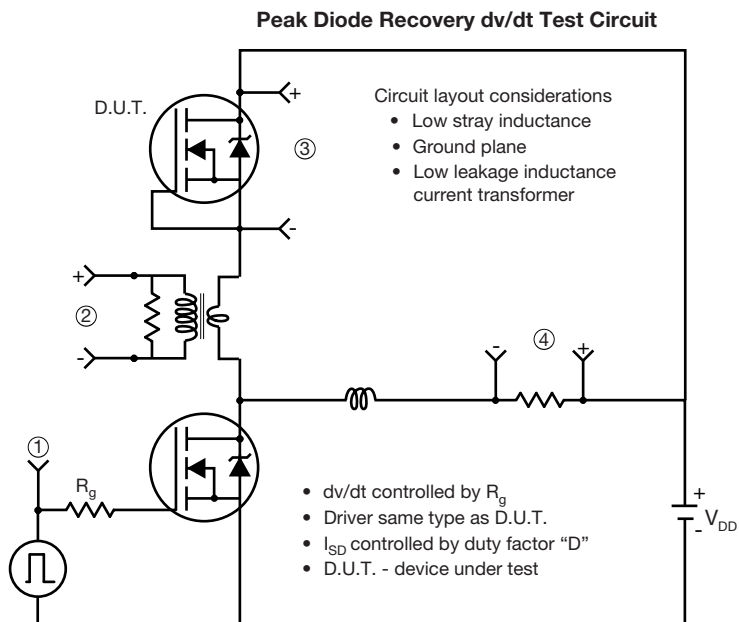 Peak Diode Recovery dv/dt Test Circuit
D.U.T.
+
Circuit layout considerations
• Low stray inductance
③
• Ground plane
• Low leakage inductance
current transformer
-
+
②
-
④
-
+
①
R_g
• dv/dt controlled by R_g
• Driver same type as D.U.T.
• I_SD controlled by duty factor “D”
• D.U.T. - device under test
+
V_DD
-